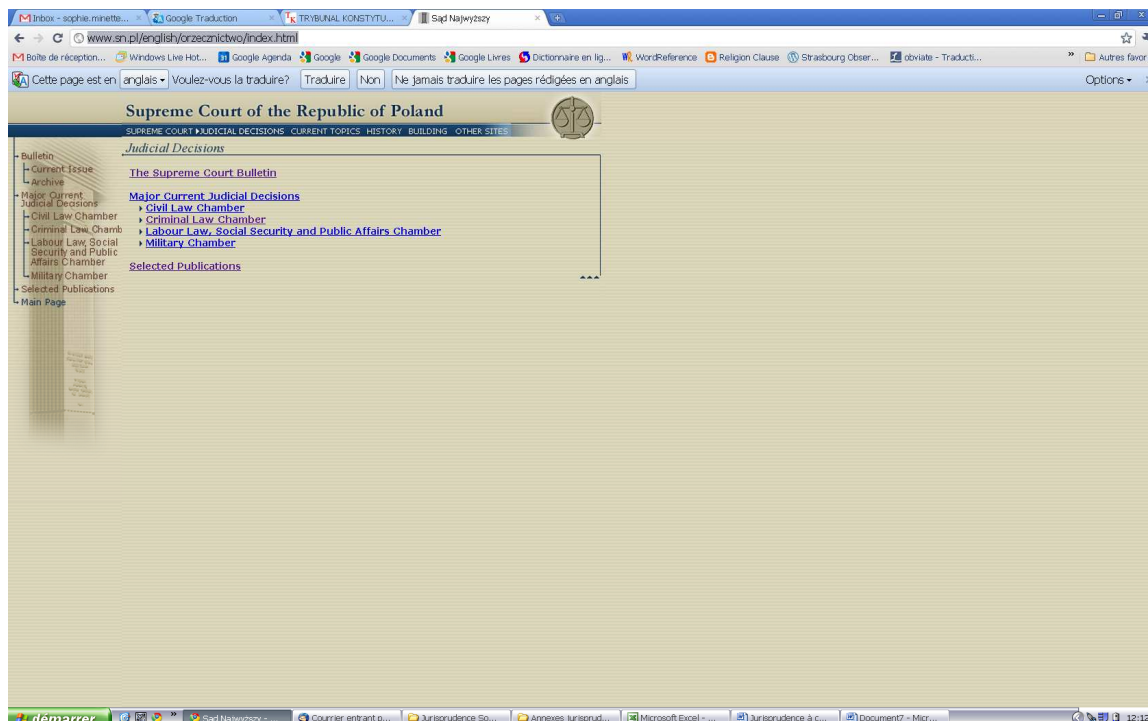 Inbox - sophie.minette... Google Traduction TRYBUNAL KONSTYTU... Sąd Najwyższy
www.sn.pl/english/orzecznictwo/index.html
Boîte de réception... Windows Live Hot... Google Agenda Google Google Documents Google Livres Dictionnaire en lig... WordReference Religion Clause Strasbourg Obser... obviate - Traducti... » Autres favor
Cette page est en anglais Voulez-vous la traduire? Traduire Non Ne jamais traduire les pages rédigées en anglais Options
Supreme Court of the Republic of Poland
SUPREME COURT JUDICIAL DECISIONS CURRENT TOPICS HISTORY BUILDING OTHER SITES
Judicial Decisions
Bulletin
Current Issue
Archive
Major Current
Judicial Decisions
Civil Law Chamber
Criminal Law Chamb
Labour Law, Social
Security and Public
Affairs Chamber
Military Chamber
Selected Publications
Main Page
The Supreme Court Bulletin
Major Current Judicial Decisions
Civil Law Chamber
Criminal Law Chamber
Labour Law, Social Security and Public Affairs Chamber
Military Chamber
Selected Publications
démarrer » Sąd Najwyższy - ... Courrier entrant p... Jurisprudence So... Annexes Jurisprud... Microsoft Excel - ... Jurisprudence à c... Document7 - Micr...